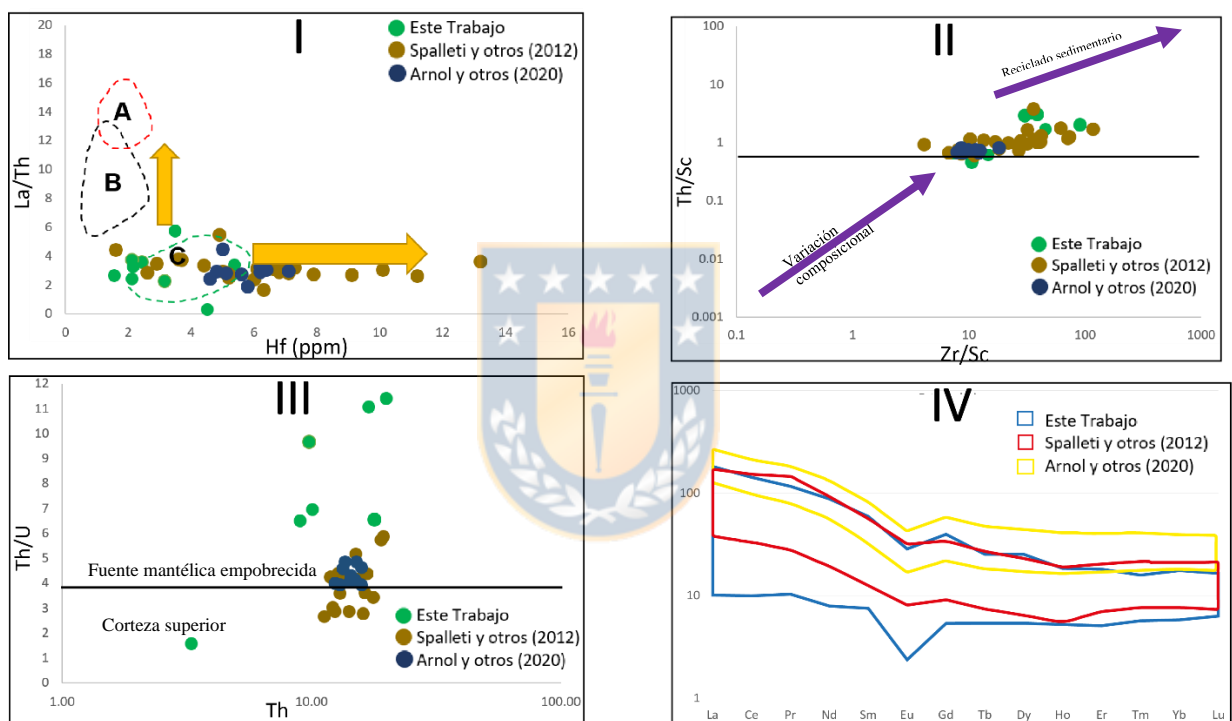 I
Este Trabajo
Spalleti y otros (2012)
Arnol y otros (2020)
A
B
C
La/Th
20
18
16
14
12
10
8
6
4
2
0
0 2 4 6 8 10 12 14 16
Hf (ppm)
II
Reciclado sedimentario
Variación
composicional
Este Trabajo
Spalleti y otros (2012)
Arnol y otros (2020)
Th/Sc
100
10
1
0.1
0.01
0.001
0.1 1 10 100 1000
Zr/Sc
III
Fuente mantélica empobrecida
Corteza superior
Este Trabajo
Spalleti y otros (2012)
Arnol y otros (2020)
Th/U
12
11
10
9
8
7
6
5
4
3
2
1
0
1.00 10.00 100.00
Th
IV
Este Trabajo
Spalleti y otros (2012)
Arnol y otros (2020)
1000
100
10
1
La Ce Pr Nd Sm Eu Gd Tb Dy Ho Er Tm Yb Lu